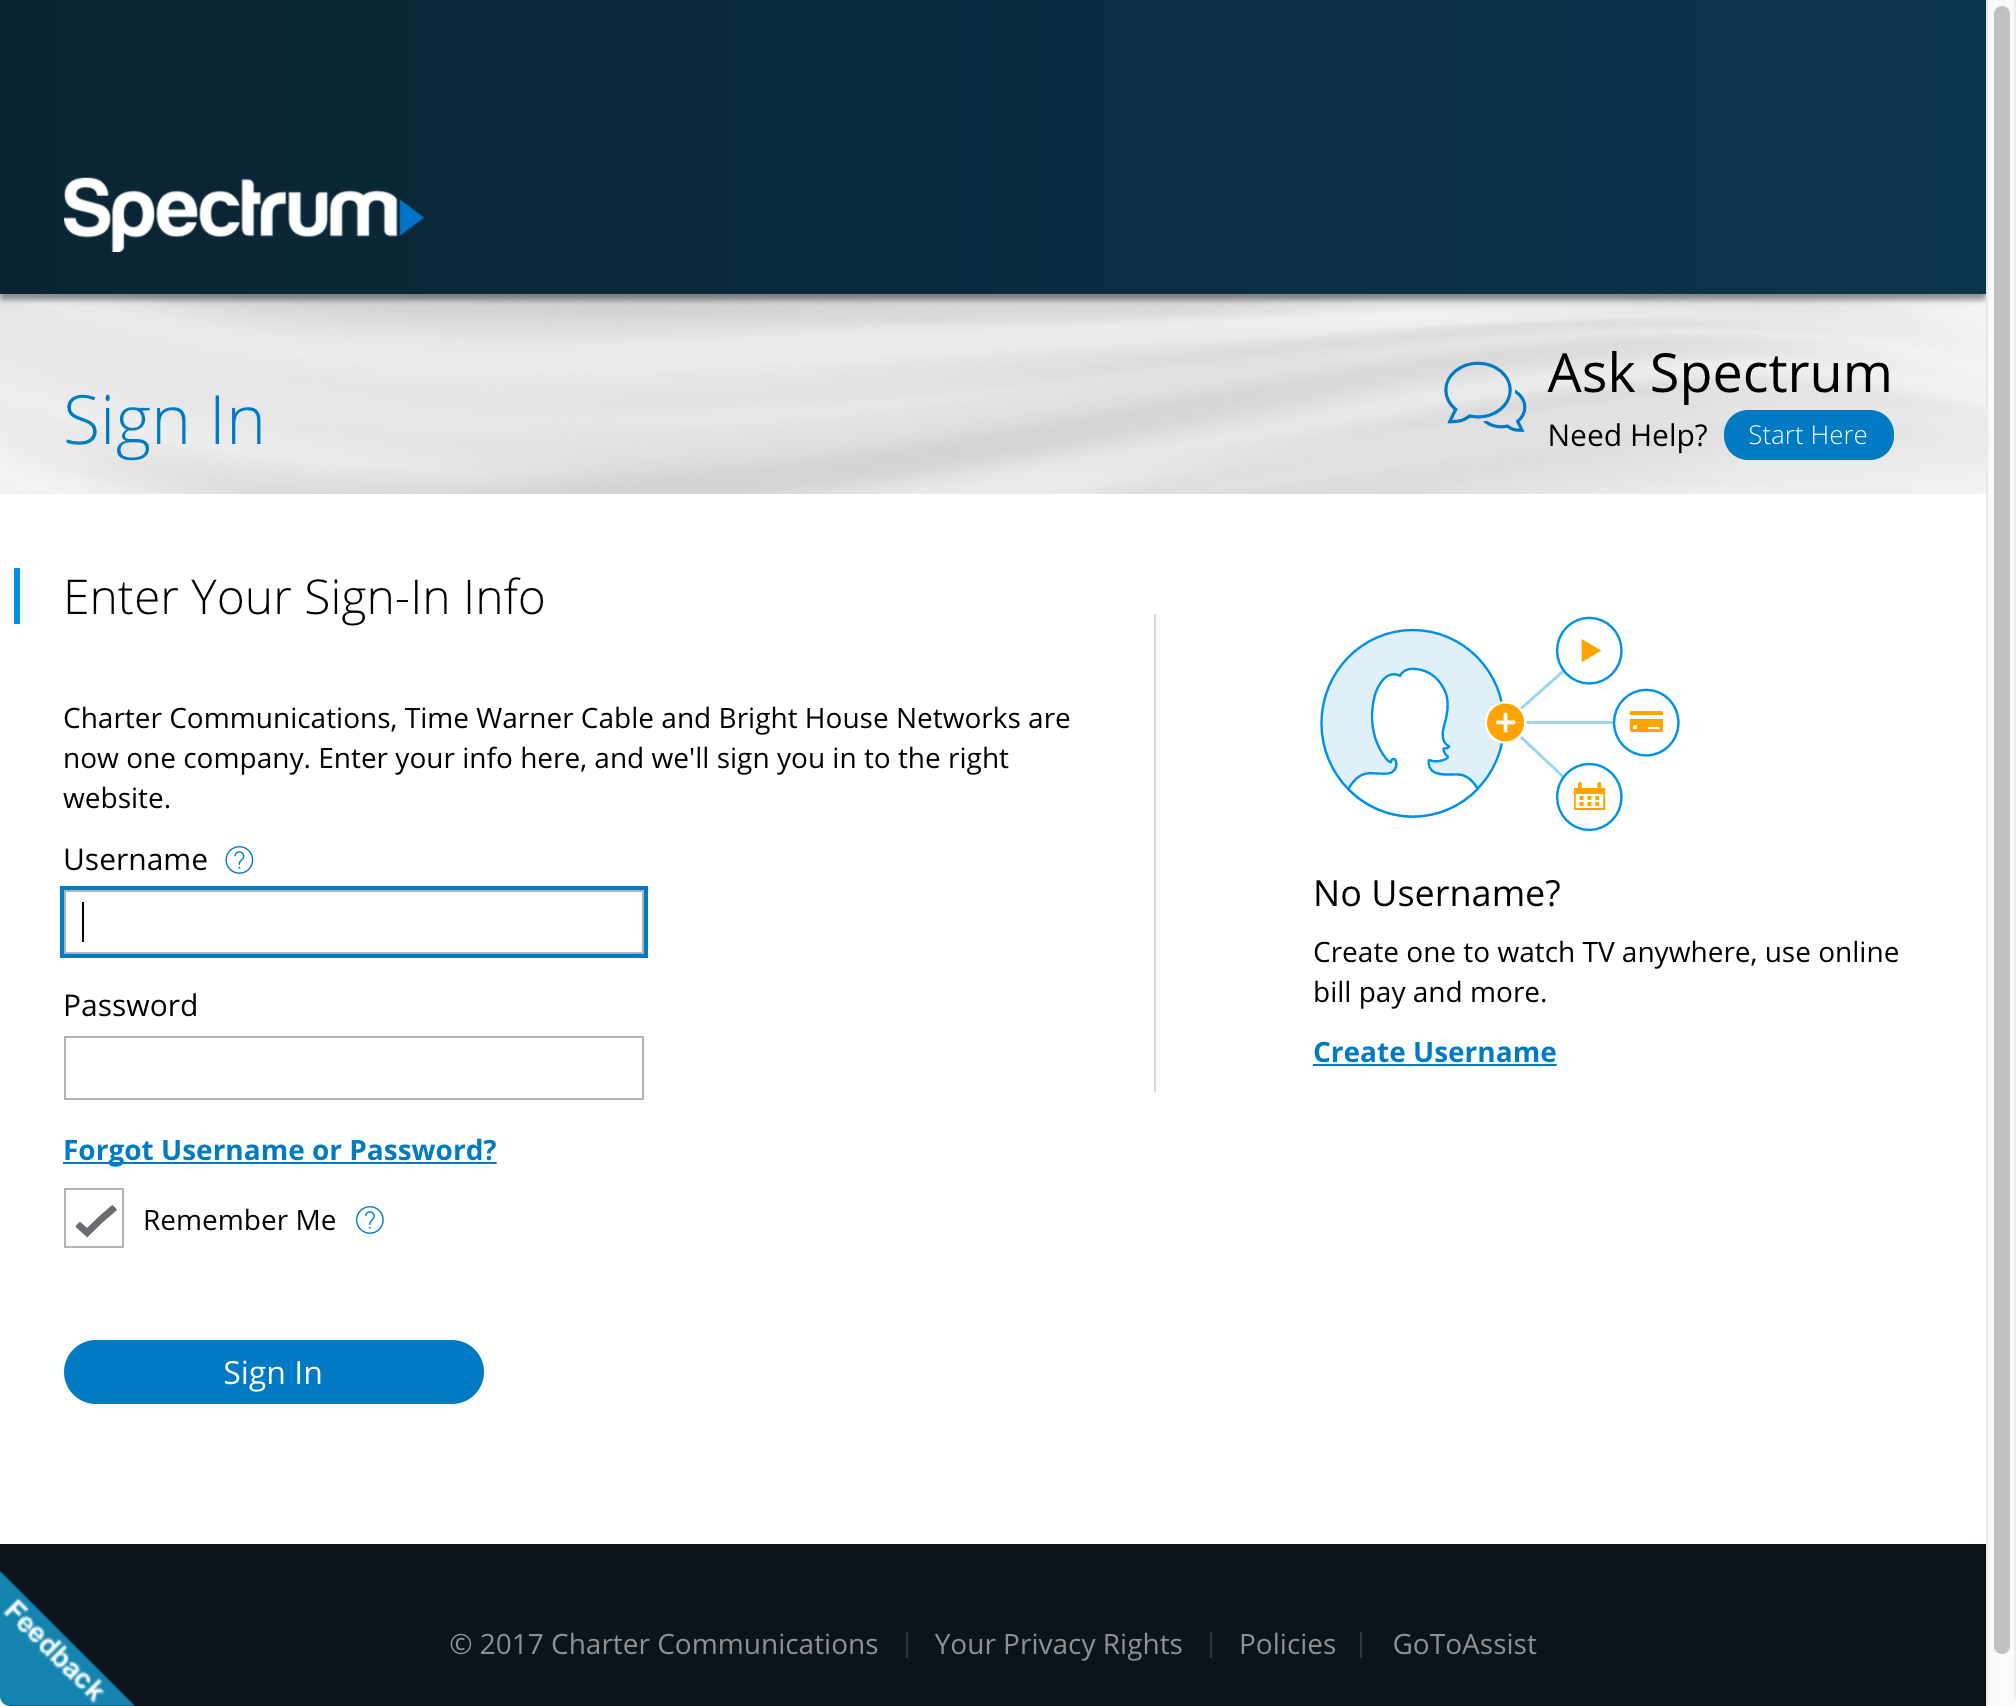 Spectrum
Sign In
Ask Spectrum
Need Help? Start Here
Enter Your Sign-In Info
Charter Communications, Time Warner Cable and Bright House Networks are
now one company. Enter your info here, and we'll sign you in to the right
website.
Username ?
Password
Forgot Username or Password?
Remember Me ?
Sign In
No Username?
Create one to watch TV anywhere, use online
bill pay and more.
Create Username
Feedback
© 2017 Charter Communications | Your Privacy Rights | Policies | GoToAssist